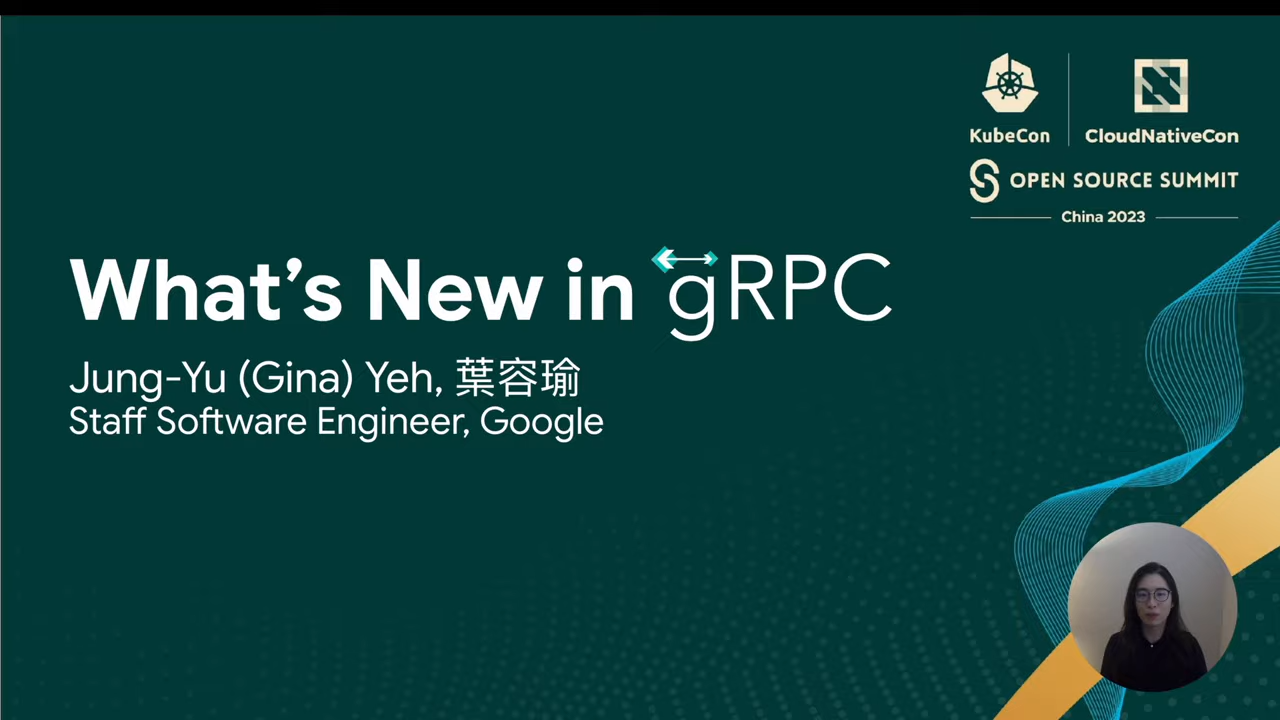 KubeCon
CloudNativeCon
OPEN SOURCE SUMMIT
China 2023
What’s New in gRPC
Jung-Yu (Gina) Yeh, 葉容瑜
Staff Software Engineer, Google